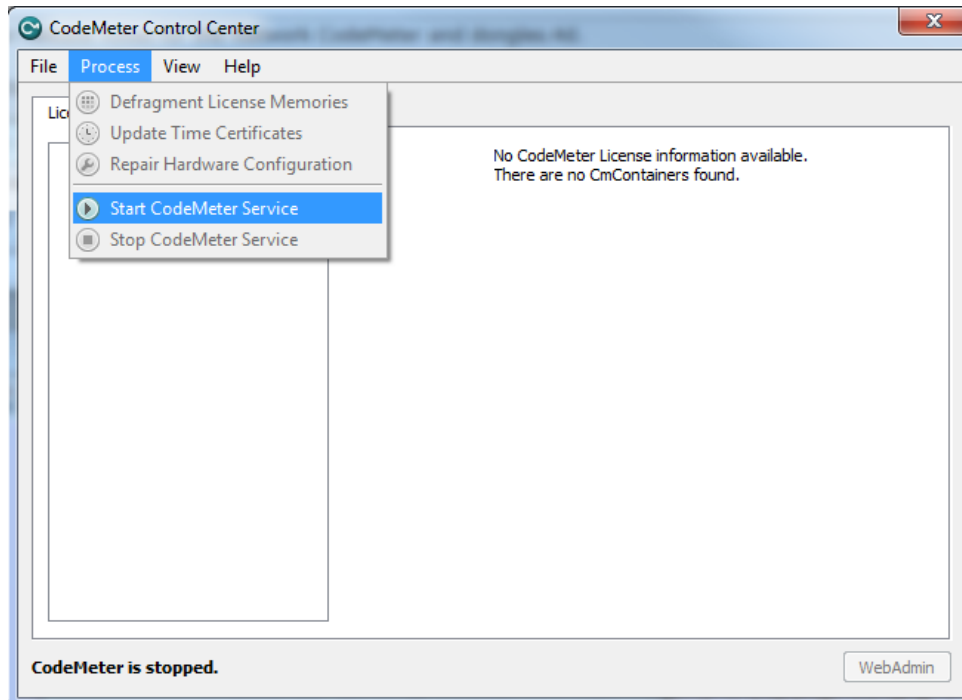 CodeMeter Control Center
File Process View Help
Lic
Defragment License Memories
Update Time Certificates
Repair Hardware Configuration
Start CodeMeter Service
Stop CodeMeter Service
No CodeMeter License information available.
There are no CmContainers found.
CodeMeter is stopped.
WebAdmin